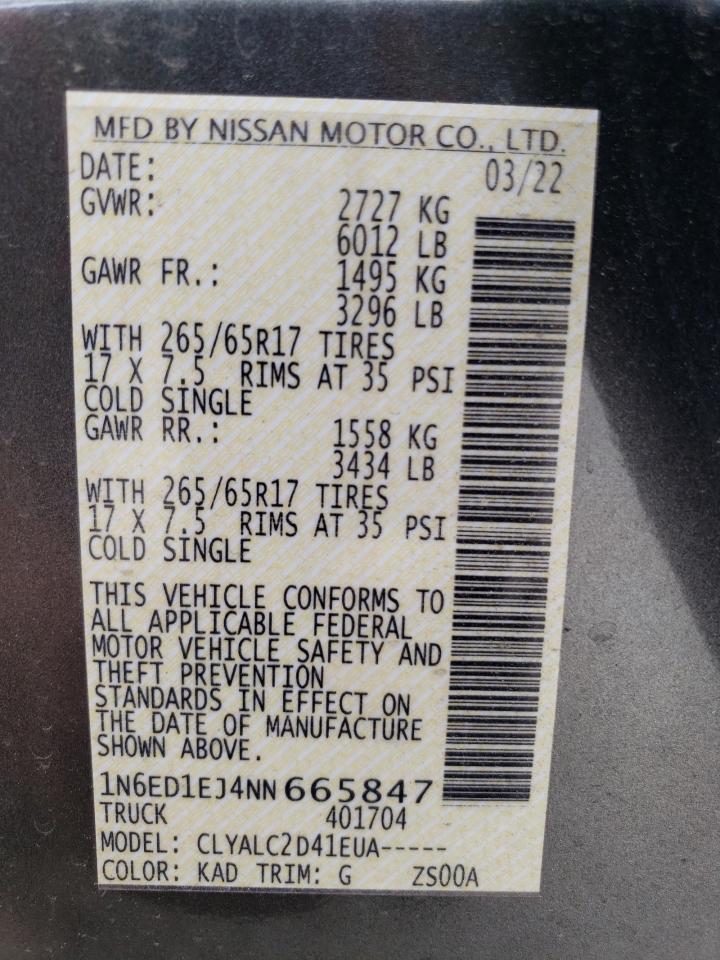 MFD BY NISSAN MOTOR CO., LTD.
DATE: 03/22
GVWR: 2727 KG
6012 LB
GAWR FR.: 1495 KG
3296 LB
WITH 265/65R17 TIRES
17 X 7.5 RIMS AT 35 PSI
COLD SINGLE
GAWR RR.: 1558 KG
3434 LB
WITH 265/65R17 TIRES
17 X 7.5 RIMS AT 35 PSI
COLD SINGLE
THIS VEHICLE CONFORMS TO
ALL APPLICABLE FEDERAL
MOTOR VEHICLE SAFETY AND
THEFT PREVENTION
STANDARDS IN EFFECT ON
THE DATE OF MANUFACTURE
SHOWN ABOVE.
1N6ED1EJ4NN665847
TRUCK 401704
MODEL: CLYALC2D41EUA-----
COLOR: KAD TRIM: G ZS00A